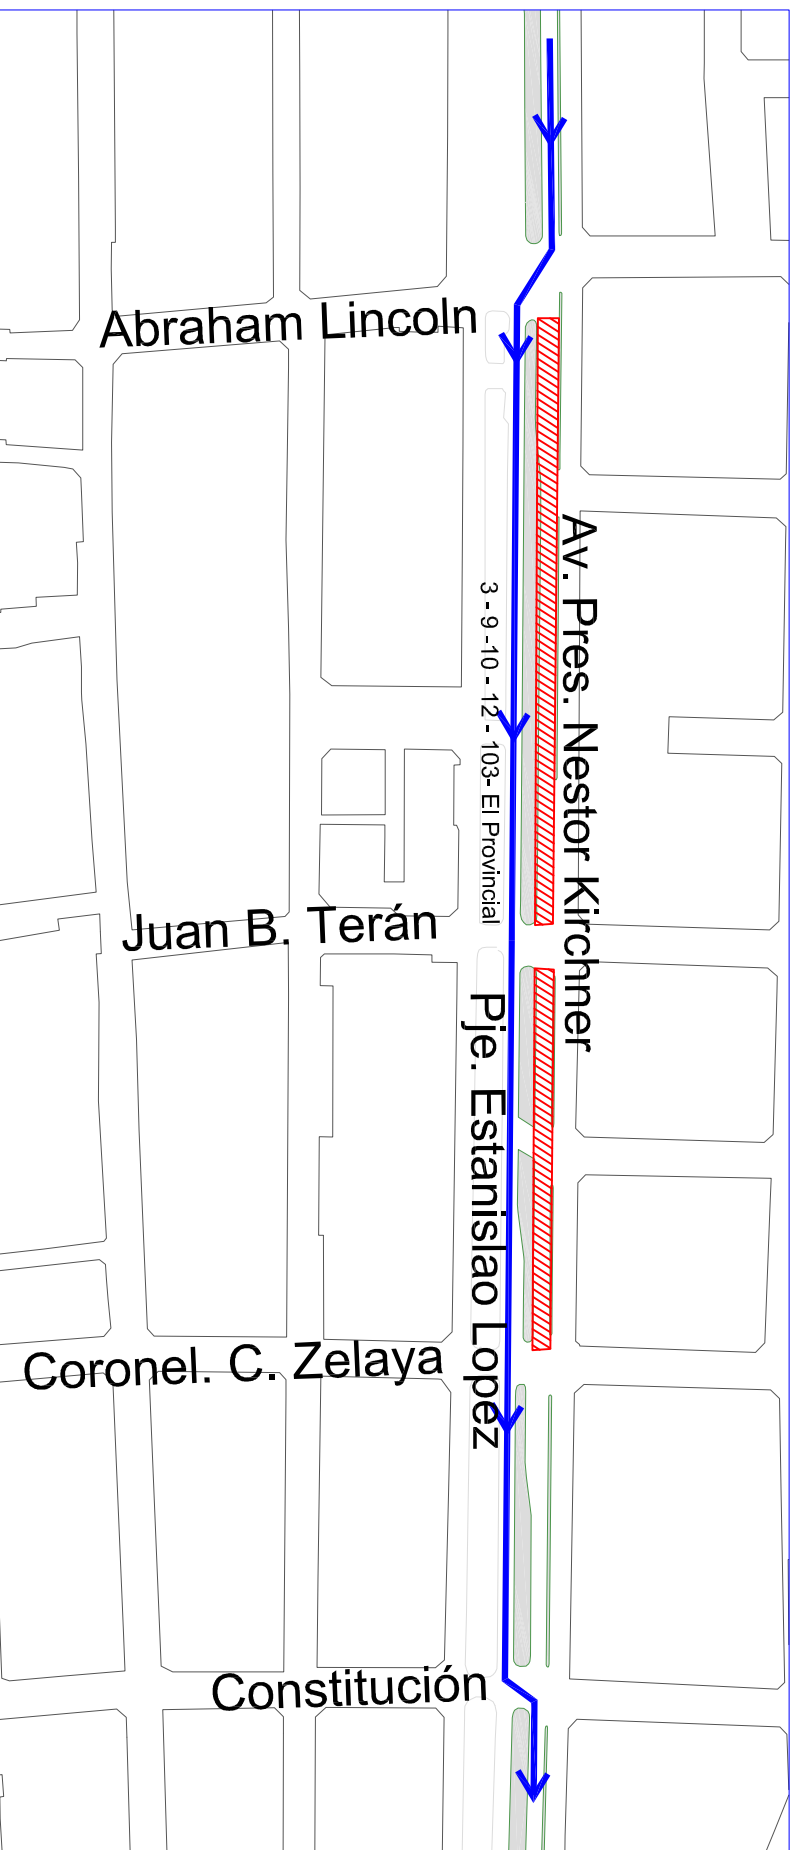 Abraham Lincoln
Av. Pres. Nestor Kirchner
3 - 9 -10 - 12 - 103- El Provincial
Juan B. Terán
Pje. Estanislao Lopez
Coronel. C. Zelaya
Constitución